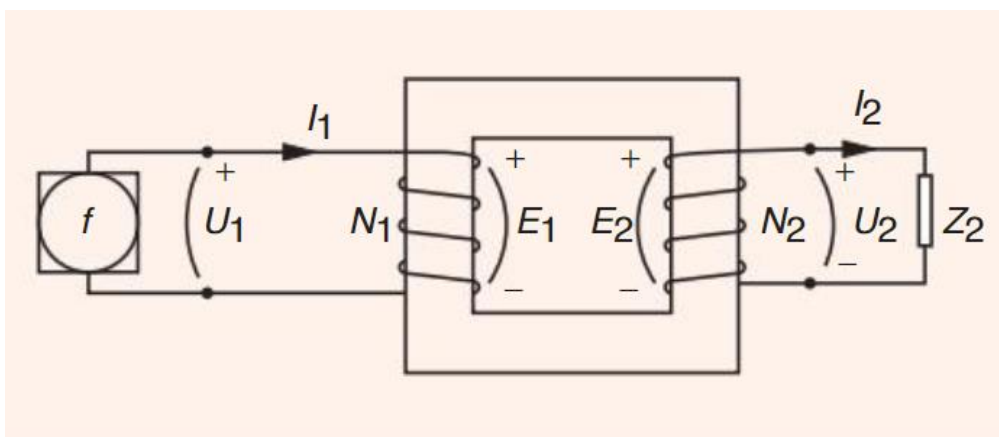 I1
I2
+ + + +
f U1 N1 E1 E2 N2 U2 Z2
− − −